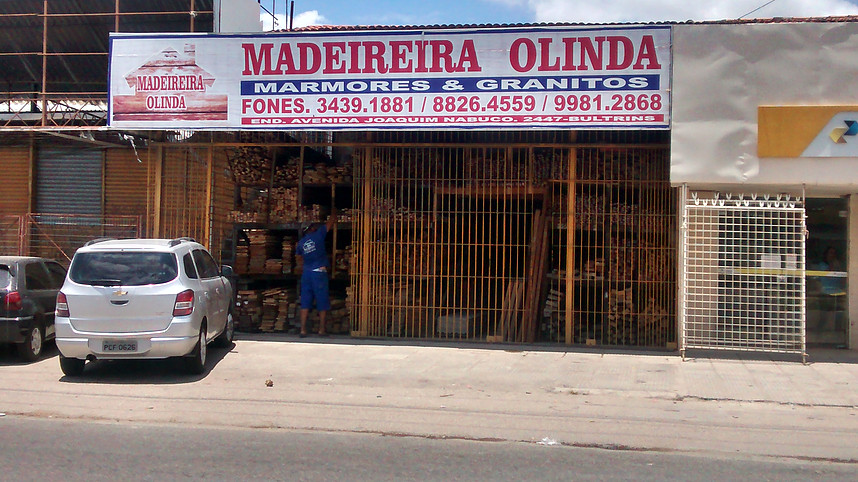 MADEIREIRA OLINDA
MADEIREIRA
OLINDA
MARMORES & GRANITOS
FONES. 3439.1881 / 8826.4559 / 9981.2868
END. AVENIDA JOAQUIM NABUCO, 2447-BULTRINS
PCF 0626